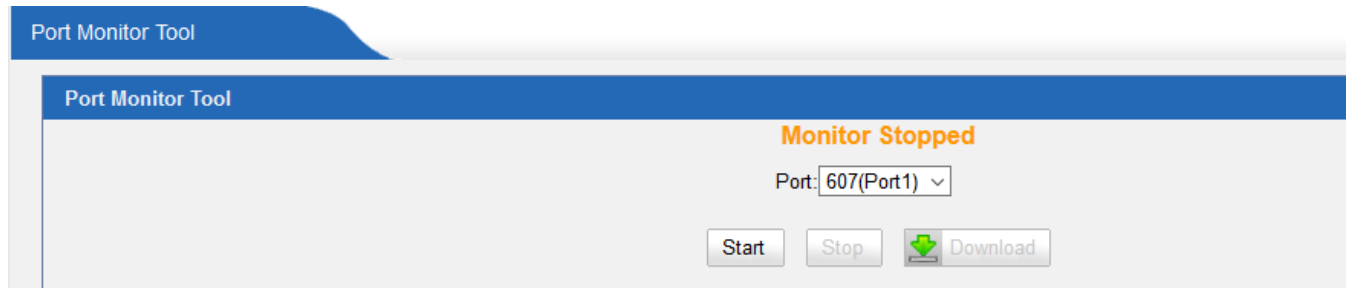 Port Monitor Tool
Port Monitor Tool
Monitor Stopped
Port: 607(Port1)
Start Stop Download